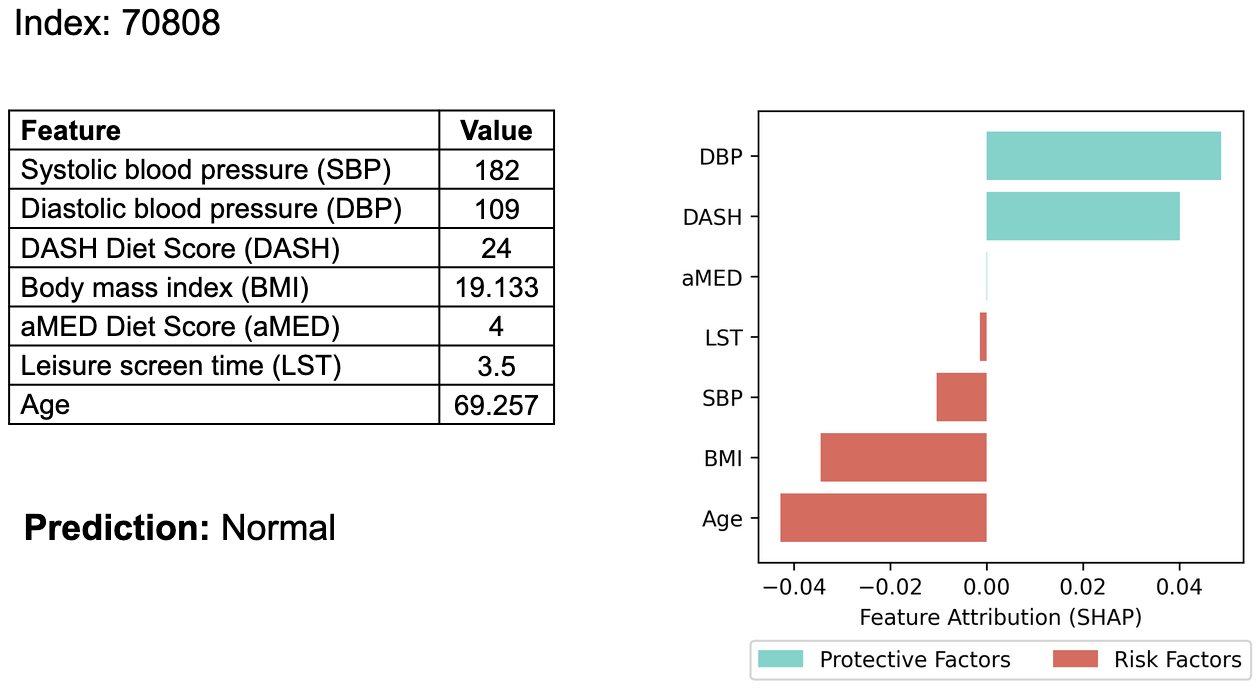 Index: 70808
Feature Value
Systolic blood pressure (SBP) 182
Diastolic blood pressure (DBP) 109
DASH Diet Score (DASH) 24
Body mass index (BMI) 19.133
aMED Diet Score (aMED) 4
Leisure screen time (LST) 3.5
Age 69.257
Prediction: Normal
DBP
DASH
aMED
LST
SBP
BMI
Age
−0.04 −0.02 0.00 0.02 0.04
Feature Attribution (SHAP)
Protective Factors Risk Factors